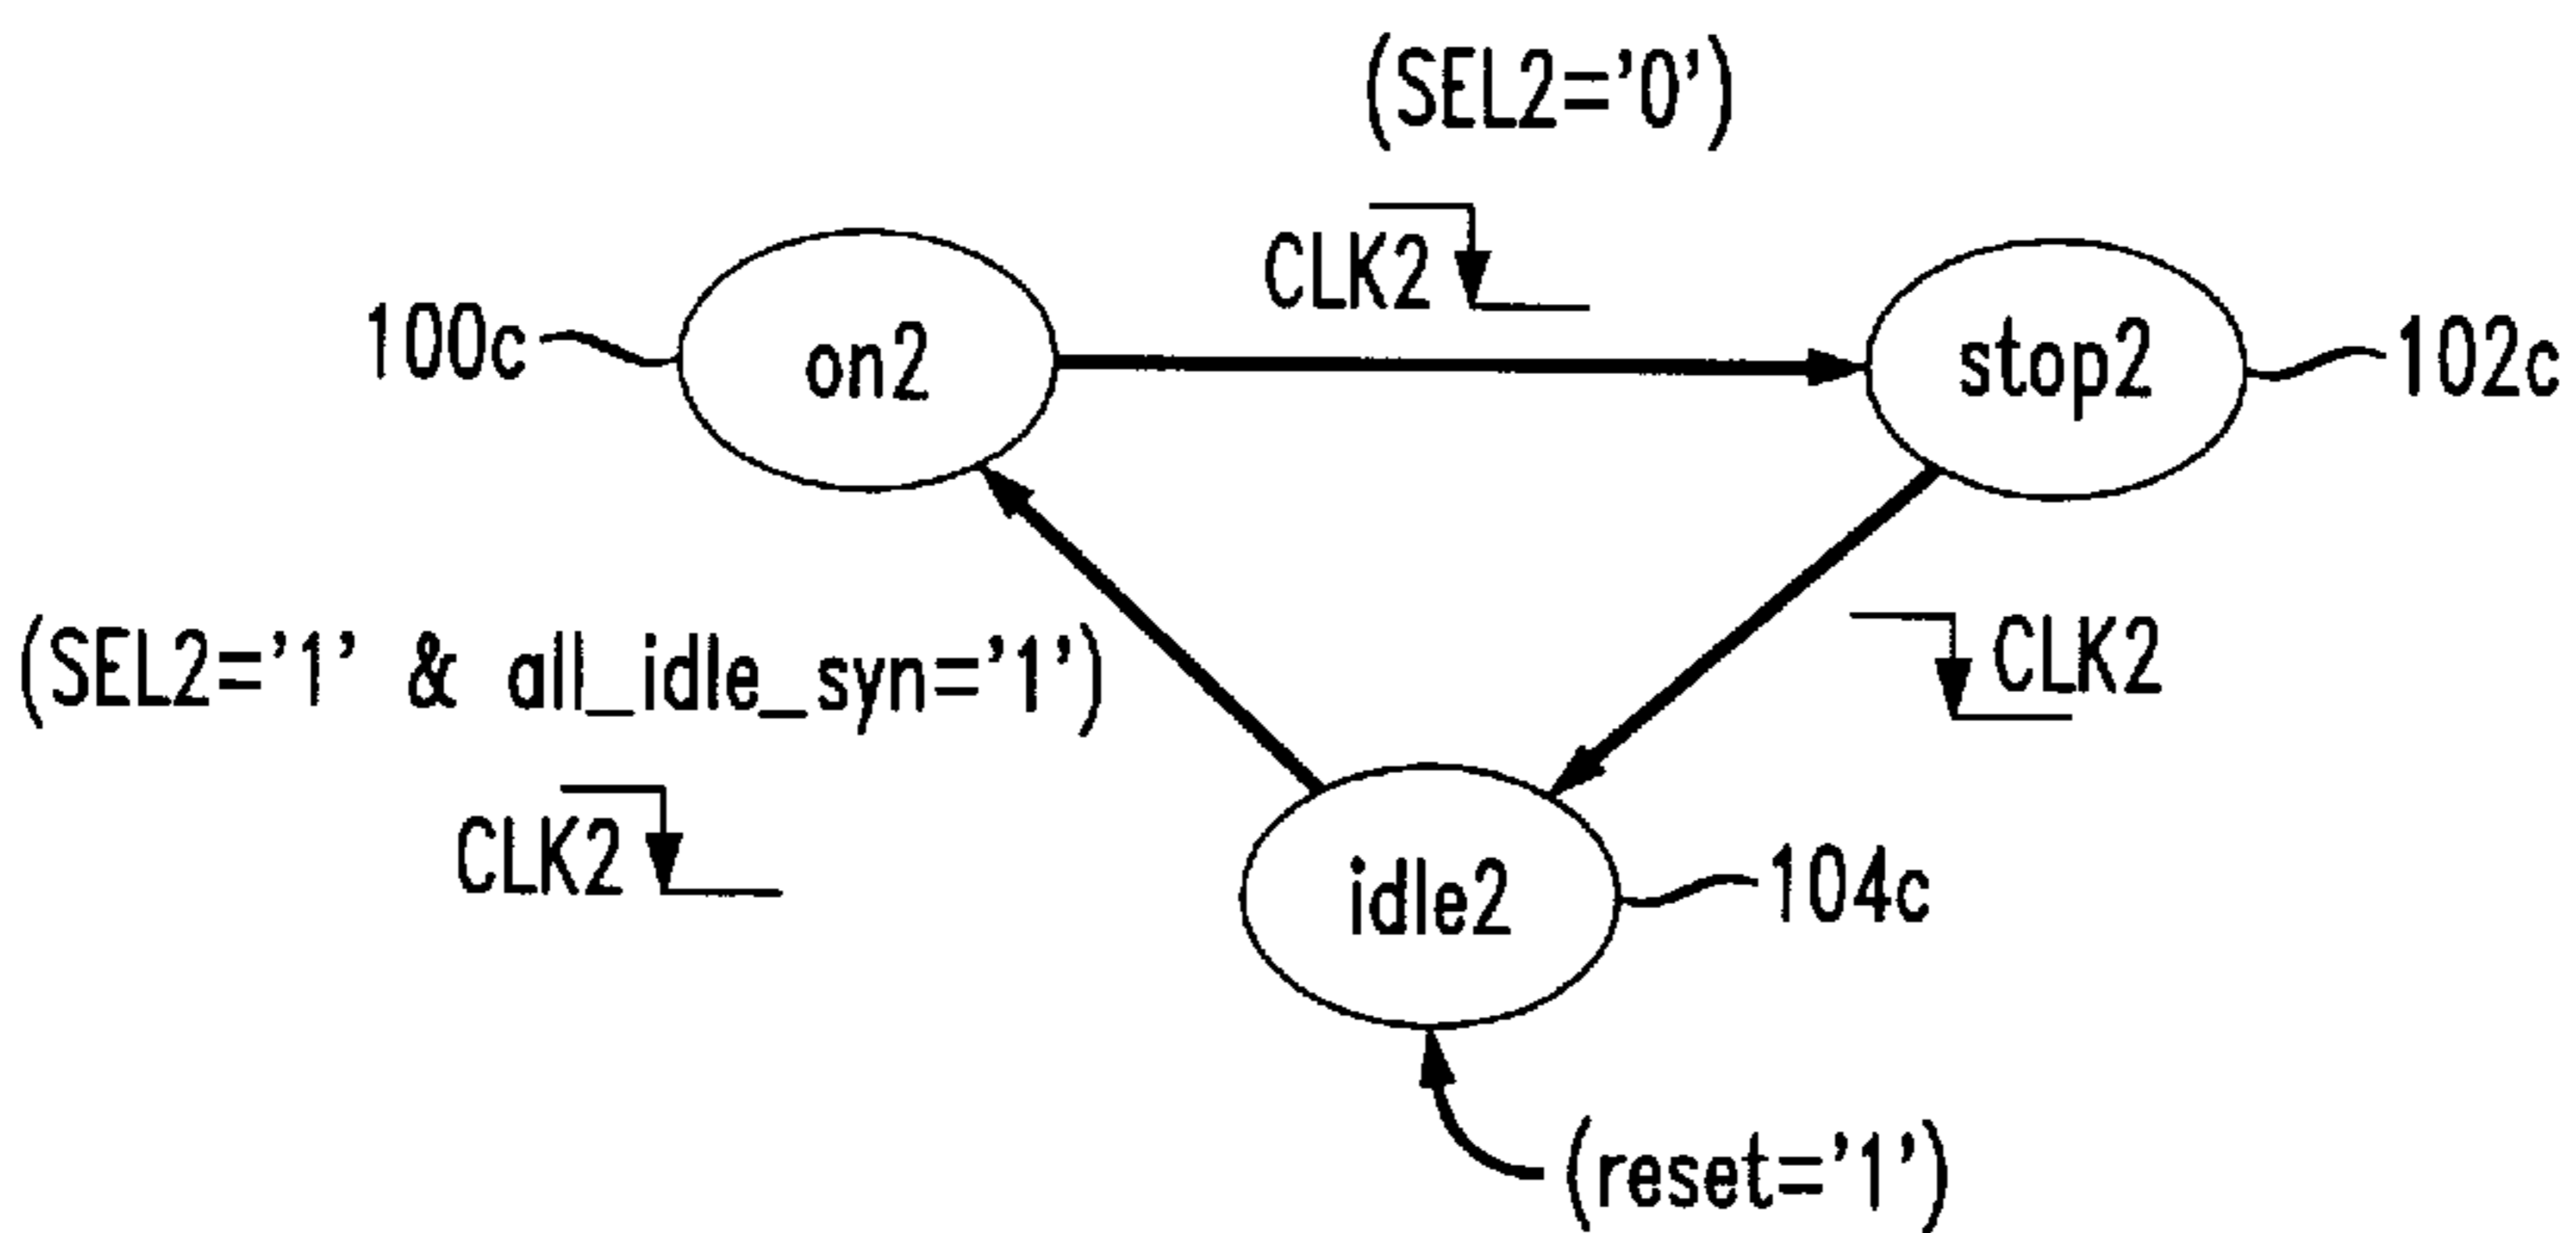 (SEL2='0')
CLK2
100c
on2
stop2
102c
(SEL2='1' & all_idle_syn='1')
CLK2
CLK2
idle2
104c
(reset='1')